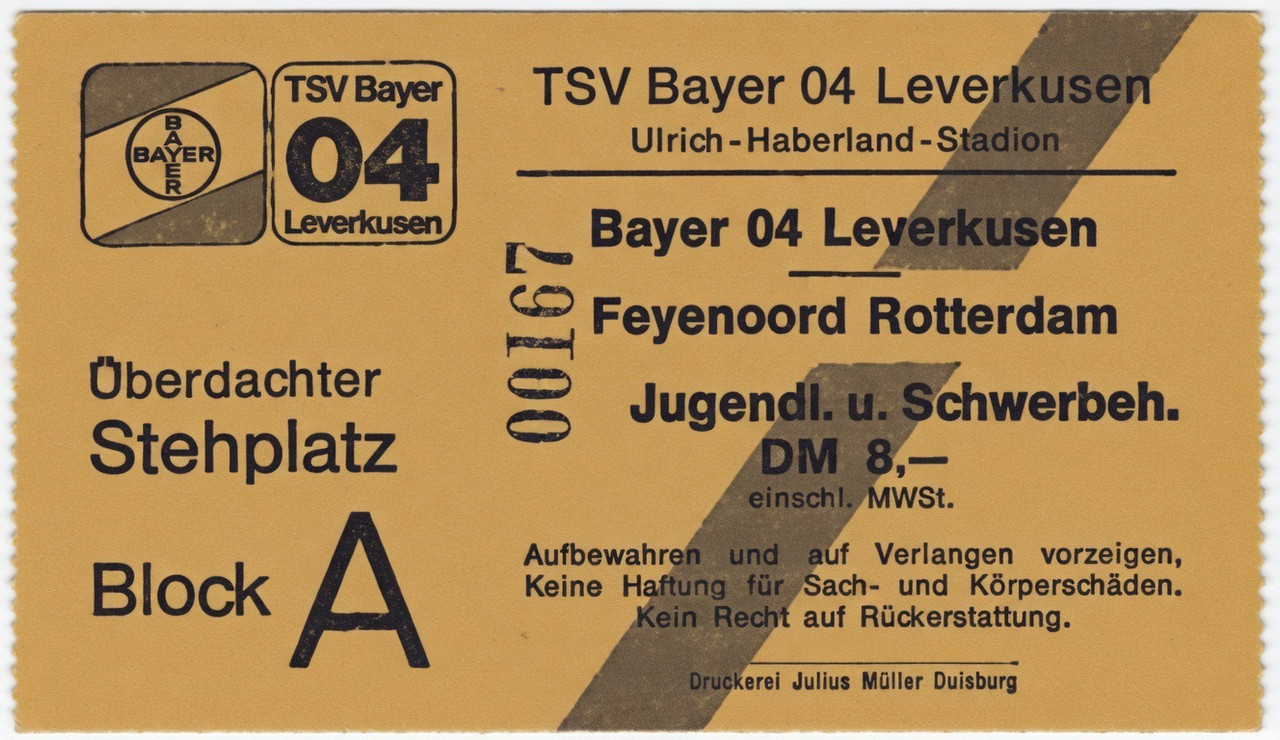 BAYER
BAYER
TSV Bayer
04
Leverkusen
Überdachter
Stehplatz
Block A
00167
TSV Bayer 04 Leverkusen
Ulrich-Haberland-Stadion
Bayer 04 Leverkusen
Feyenoord Rotterdam
Jugendl. u. Schwerbeh.
DM 8,—
einschl. MWSt.
Aufbewahren und auf Verlangen vorzeigen,
Keine Haftung für Sach- und Körperschäden.
Kein Recht auf Rückerstattung.
Druckerei Julius Müller Duisburg